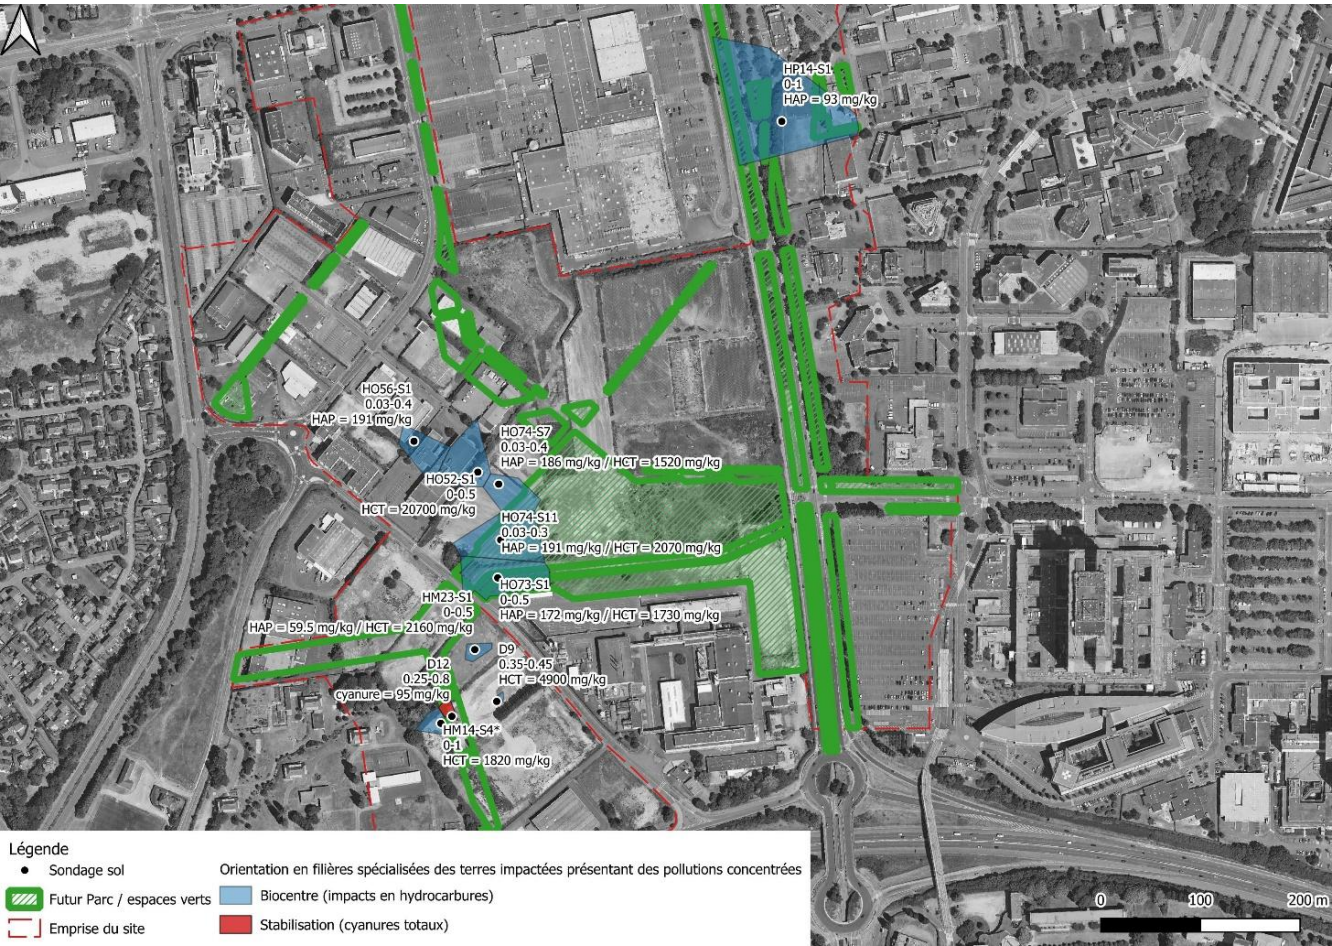 HP14-S1
0-1
HAP = 93 mg/kg
HO56-S1
0.03-0.4
HAP = 191 mg/kg
HO74-S7
0.03-0.4
HAP = 186 mg/kg / HCT = 1520 mg/kg
HO52-S1
0-0.5
HCT = 20700 mg/kg
HO74-S11
0.03-0.3
HAP = 191 mg/kg / HCT = 2070 mg/kg
HO73-S1
0-0.5
HAP = 172 mg/kg / HCT = 1730 mg/kg
HM23-S1
0-0.5
HAP = 59.5 mg/kg / HCT = 2160 mg/kg
D9
0.35-0.45
HCT = 4900 mg/kg
D12
0.25-0.8
cyanure = 95 mg/kg
HM14-S4*
0-1
HCT = 1820 mg/kg
Légende
Sondage sol
Futur Parc / espaces verts
Emprise du site
Orientation en filières spécialisées des terres impactées présentant des pollutions concentrées
Biocentre (impacts en hydrocarbures)
Stabilisation (cyanures totaux)
0 100 200 m